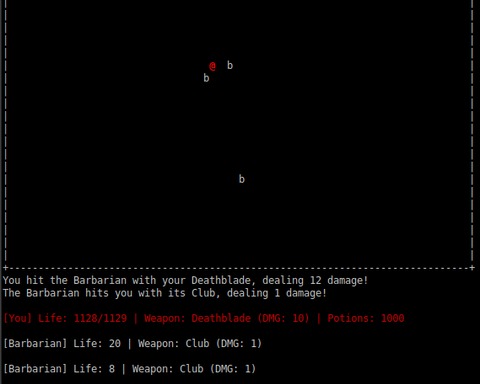 @ b
b
b
You hit the Barbarian with your Deathblade, dealing 12 damage!
The Barbarian hits you with its Club, dealing 1 damage!
[You] Life: 1128/1129 | Weapon: Deathblade (DMG: 10) | Potions: 1000
[Barbarian] Life: 20 | Weapon: Club (DMG: 1)
[Barbarian] Life: 8 | Weapon: Club (DMG: 1)